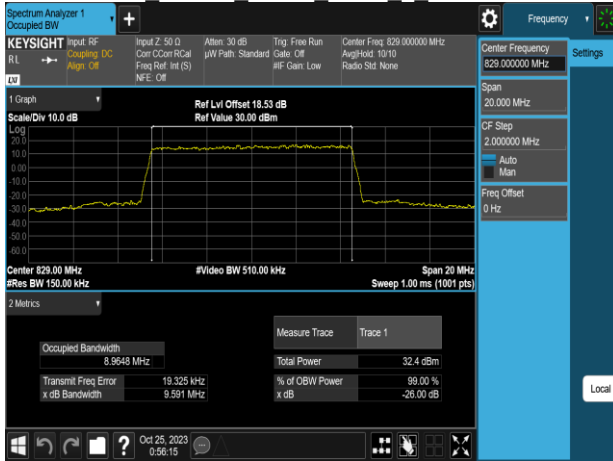 Spectrum Analyzer 1
Occupied BW
+
Frequency
KEYSIGHT
RL
LXI
Input: RF
Coupling: DC
Align: Off
Input Z: 50 Ω
Corr CCorr RCal
Freq Ref: Int (S)
NFE: Off
Atten: 30 dB
µW Path: Standard
Trig: Free Run
Gate: Off
#IF Gain: Low
Center Freq: 829.000000 MHz
Avg|Hold: 10/10
Radio Std: None
Center Frequency
829.000000 MHz
Settings
Span
20.000 MHz
CF Step
2.000000 MHz
Auto
Man
Freq Offset
0 Hz
Local
1 Graph
Scale/Div 10.0 dB
Ref Lvl Offset 18.53 dB
Ref Value 30.00 dBm
Log
20.0
10.0
0.00
-10.0
-20.0
-30.0
-40.0
-50.0
-60.0
Center 829.00 MHz
#Video BW 510.00 kHz
Span 20 MHz
#Res BW 150.00 kHz
Sweep 1.00 ms (1001 pts)
2 Metrics
Measure Trace Trace 1
Occupied Bandwidth
8.9648 MHz
Total Power 32.4 dBm
Transmit Freq Error 19.325 kHz
% of OBW Power 99.00 %
x dB Bandwidth 9.591 MHz
x dB -26.00 dB
?
Oct 25, 2023
0:56:15